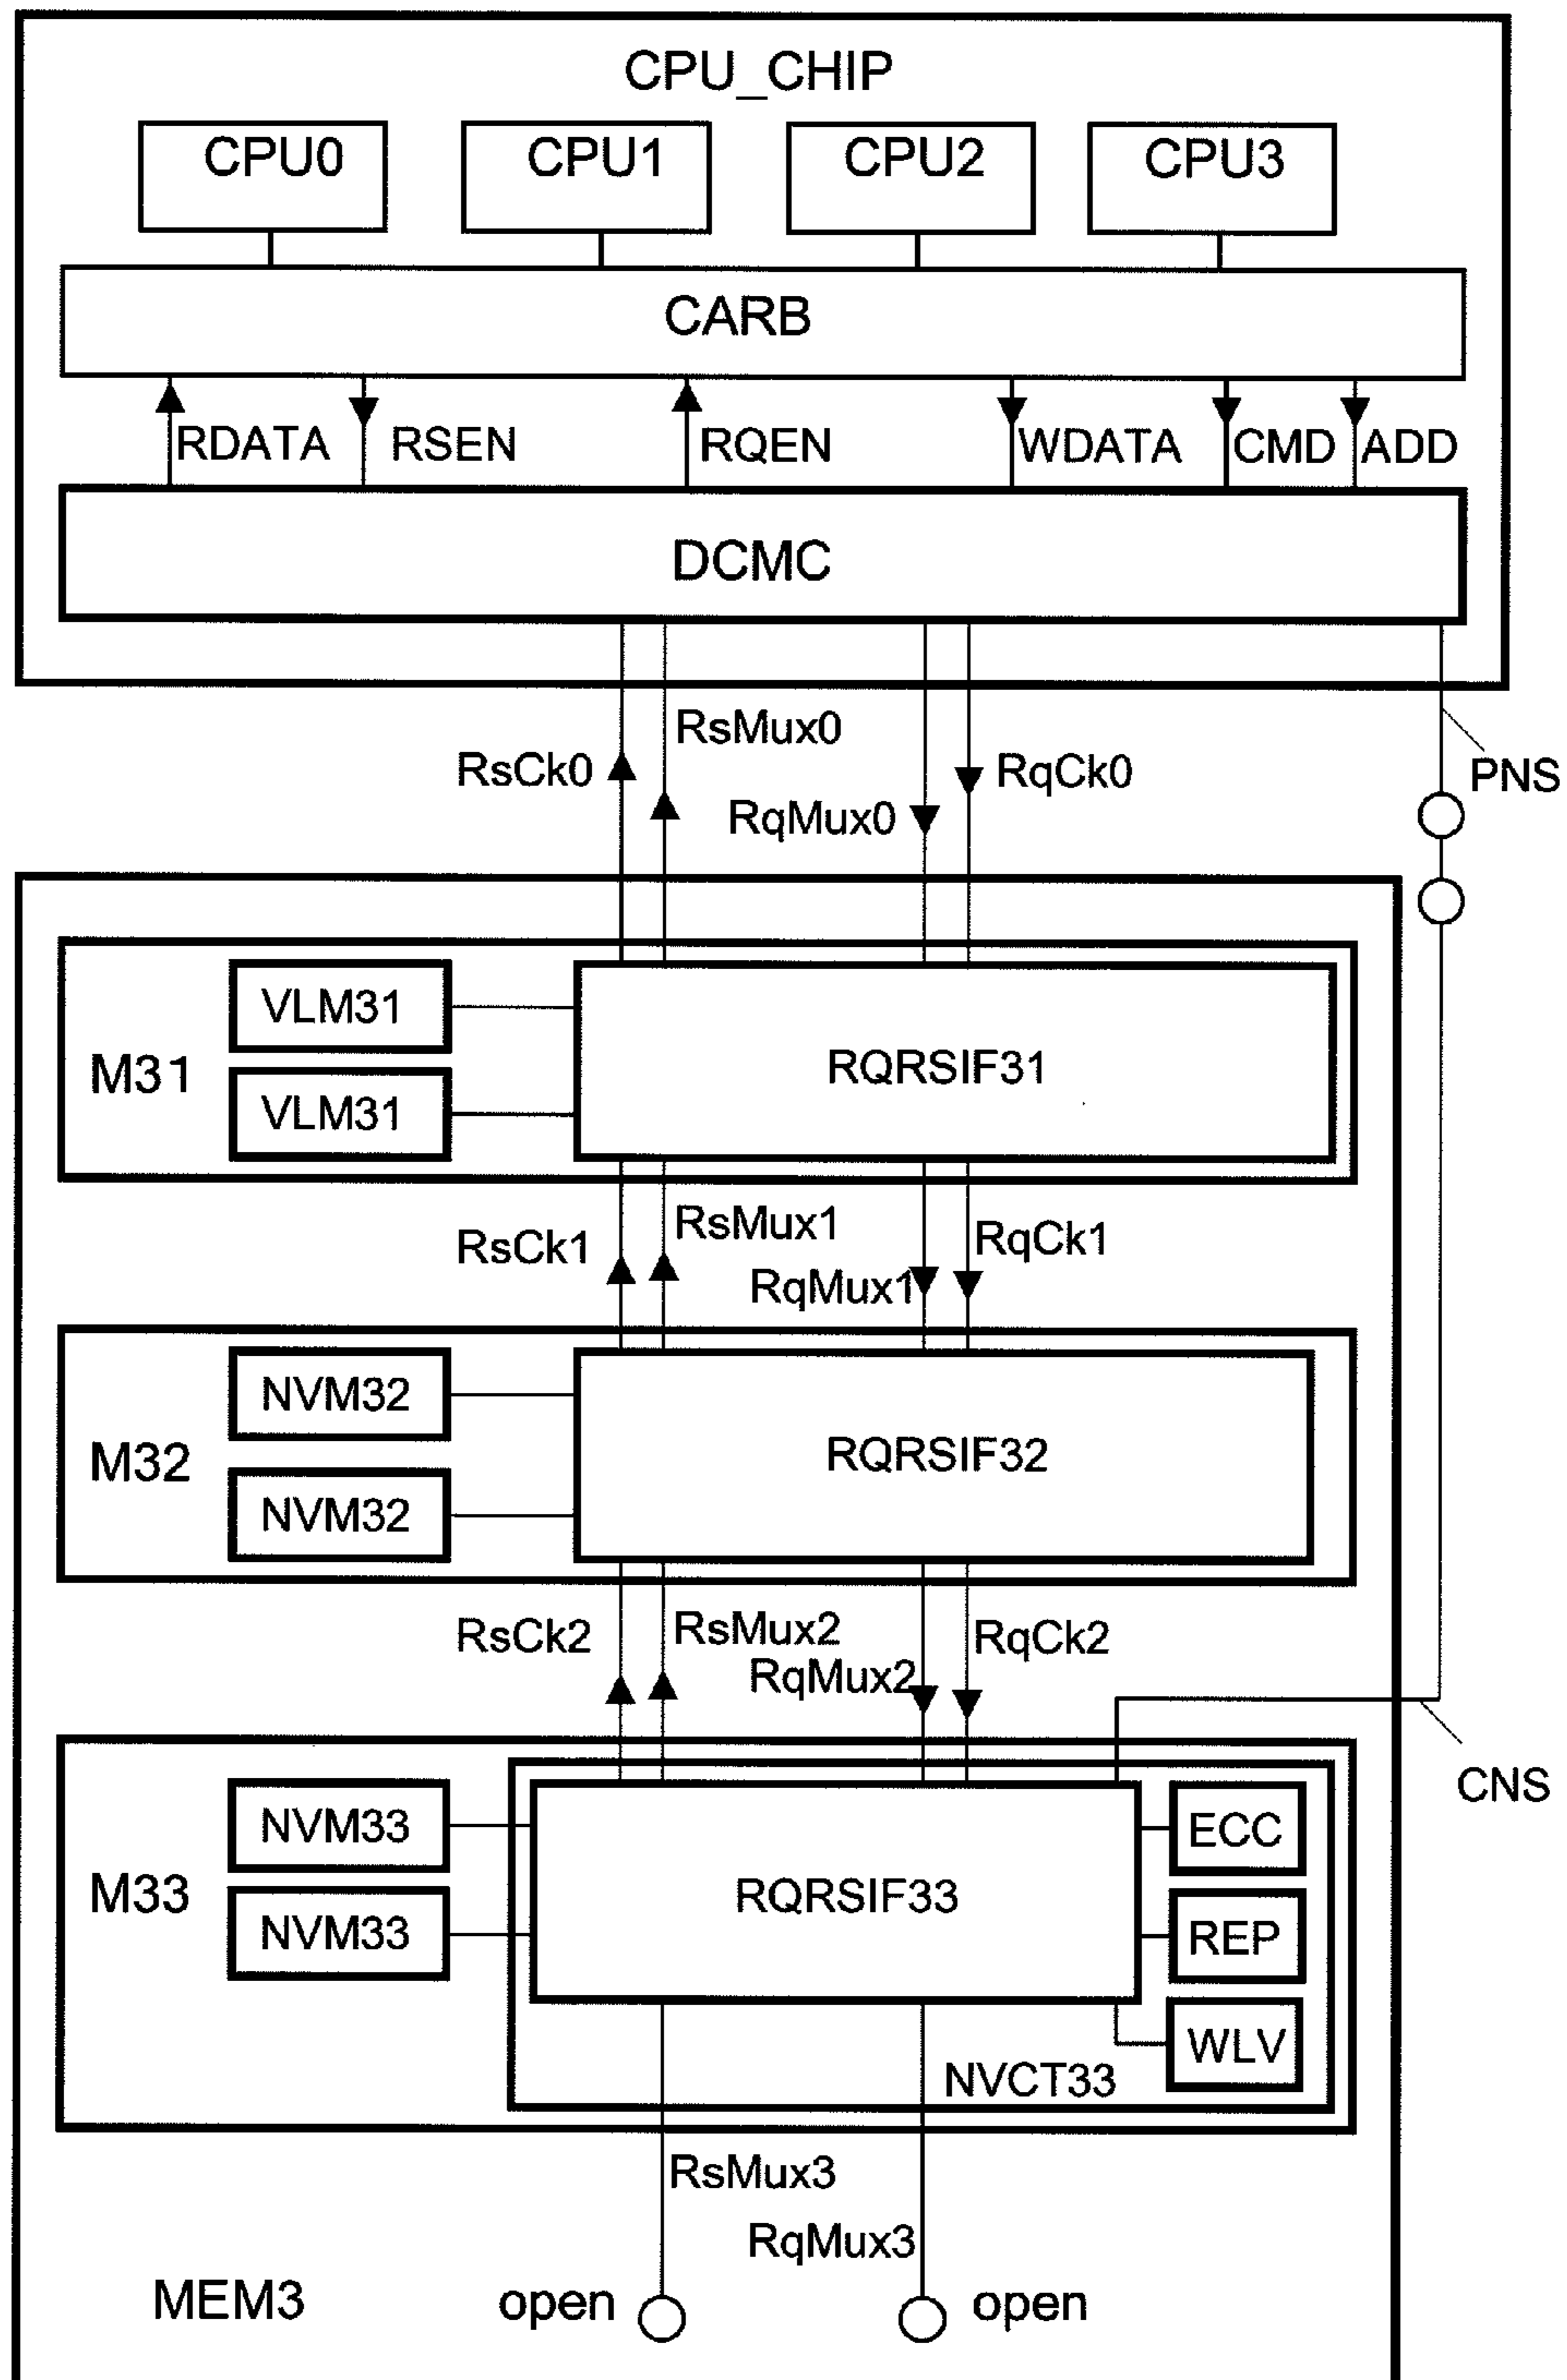 CPU_CHIP
CPU0 CPU1 CPU2 CPU3
CARB
RDATA RSEN RQEN WDATA CMD ADD
DCMC
RsMux0
RsCk0 RqCk0 PNS
RqMux0
VLM31
M31 RQRSIF31
VLM31
RsMux1
RsCk1 RqCk1
RqMux1
NVM32
M32 RQRSIF32
NVM32
RsCk2 RsMux2 RqCk2
RqMux2
CNS
NVM33 ECC
M33 RQRSIF33
NVM33 REP
WLV
NVCT33
RsMux3
RqMux3
MEM3 open open